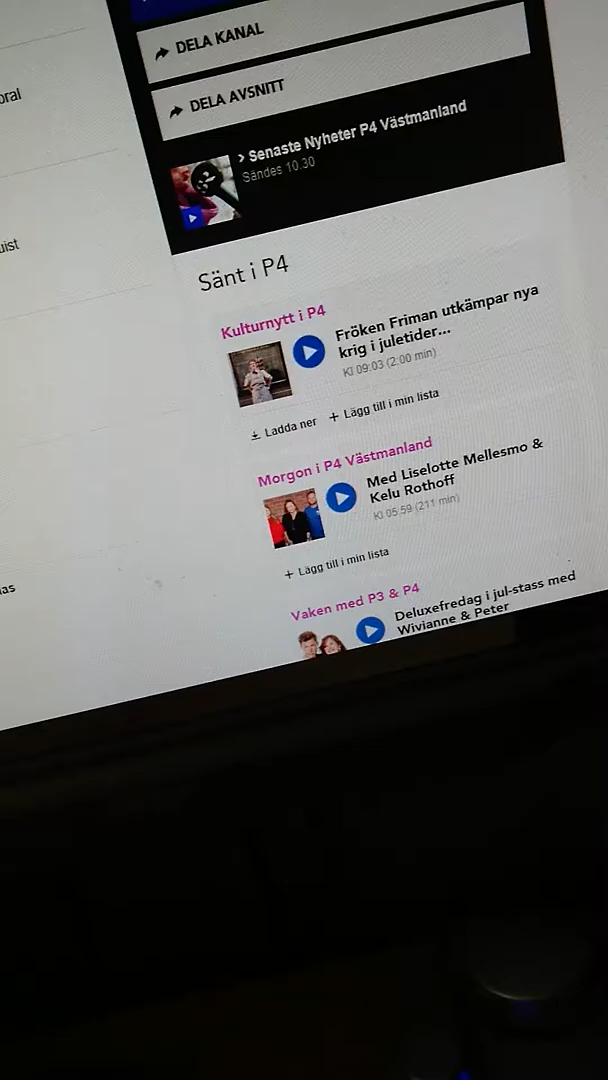 DELA KANAL
oral
DELA AVSNITT
› Senaste Nyheter P4 Västmanland
Sändes 10.30
uist
Sänt i P4
Kulturnytt i P4
Fröken Friman utkämpar nya
krig i juletider...
Kl 09:03 (2:00 min)
Ladda ner + Lägg till i min lista
Morgon i P4 Västmanland
Med Liselotte Mellesmo &
Kelu Rothoff
Kl 05:59 (211 min)
+ Lägg till i min lista
as
Vaken med P3 & P4
Deluxefredag i jul-stass med
Wivianne & Peter